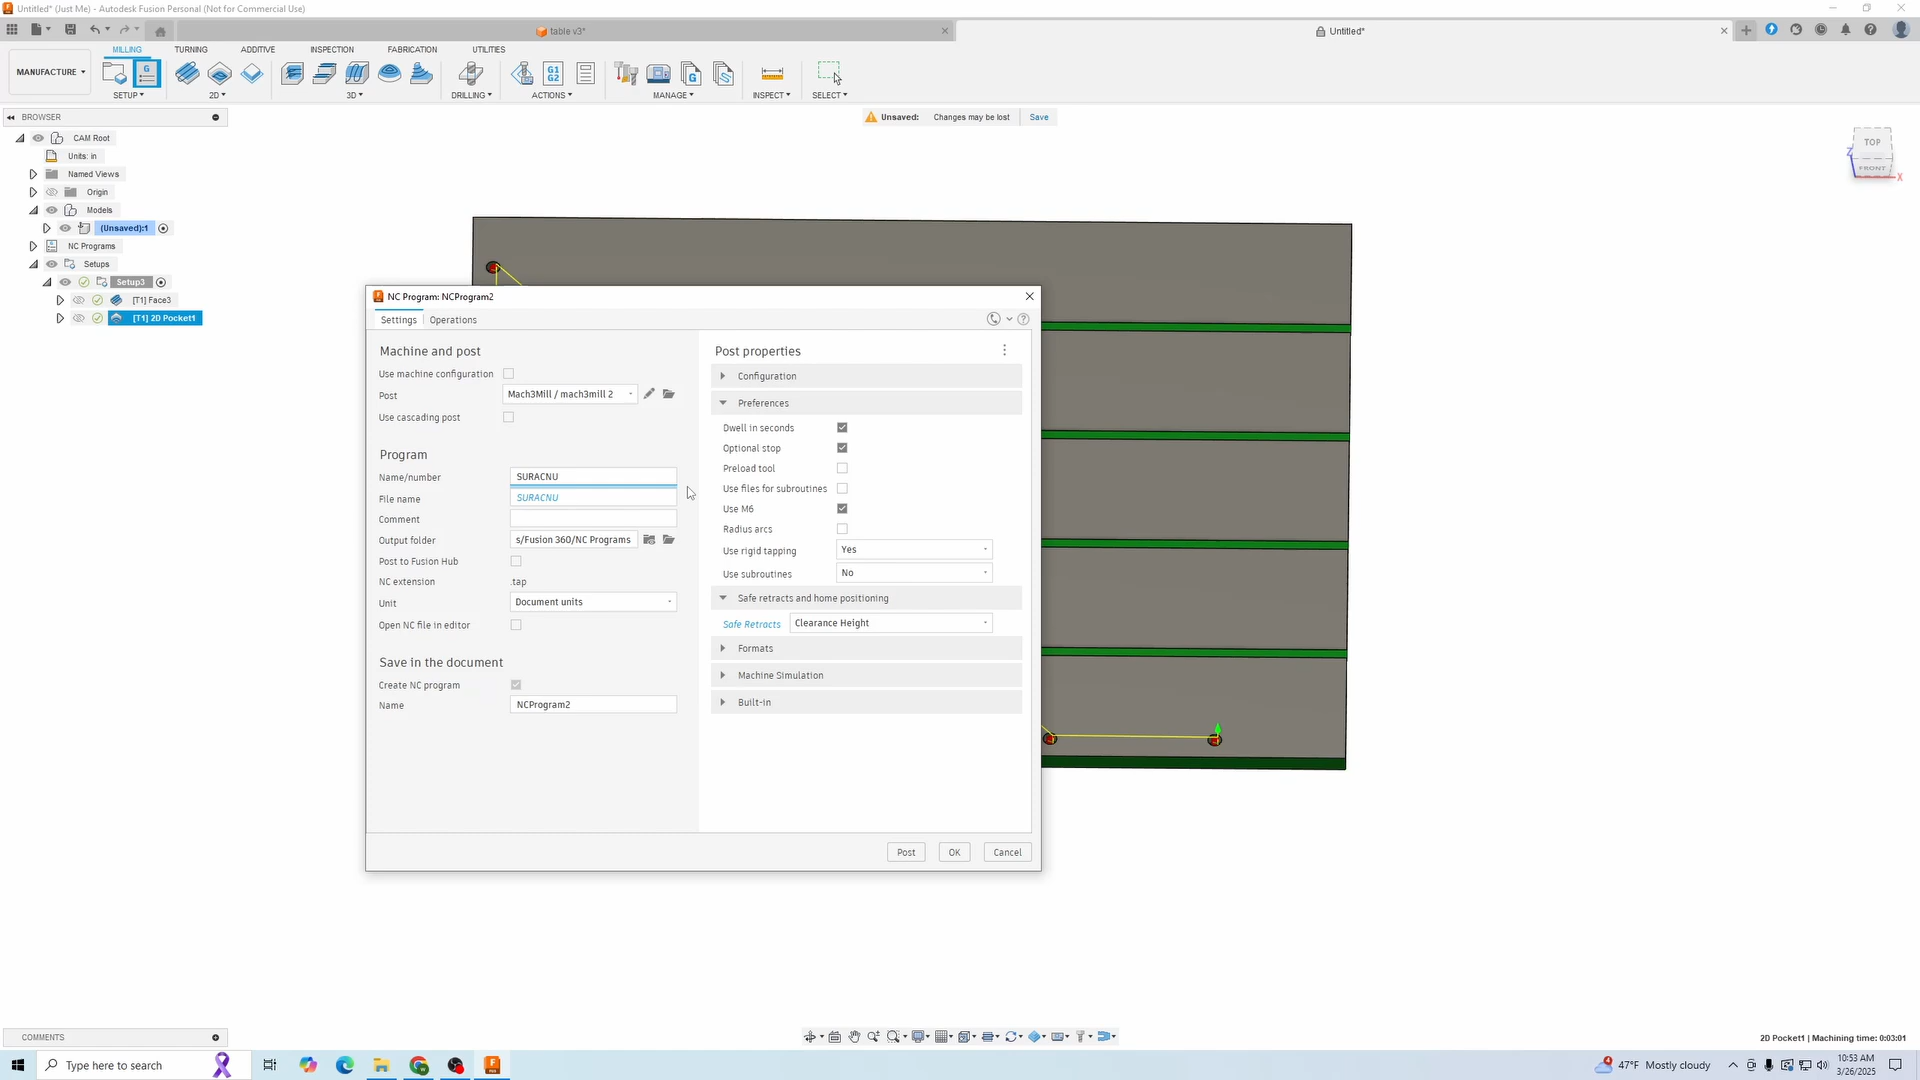 Untitled* (Just Me) - Autodesk Fusion Personal (Not for Commercial Use)
table v3*
Untitled*
MILLING TURNING ADDITIVE INSPECTION FABRICATION UTILITIES
MANUFACTURE
G1
G2
SETUP 2D 3D DRILLING ACTIONS MANAGE INSPECT SELECT
BROWSER
Unsaved: Changes may be lost Save
CAM Root
Units: in
Named Views
Origin
Models
(Unsaved):1
NC Programs
Setups
Setup3
[T1] Face3
[T1] 2D Pocket1
TOP
FRONT
Z
X
NC Program: NCProgram2
Settings Operations
Machine and post
Use machine configuration
Post Mach3Mill / mach3mill 2
Use cascading post
Program
Name/number SURACNU
File name SURACNU
Comment
Output folder s/Fusion 360/NC Programs
Post to Fusion Hub
NC extension .tap
Unit Document units
Open NC file in editor
Save in the document
Create NC program
Name NCProgram2
Post properties
Configuration
Preferences
Dwell in seconds
Optional stop
Preload tool
Use files for subroutines
Use M6
Radius arcs
Use rigid tapping Yes
Use subroutines No
Safe retracts and home positioning
Safe Retracts Clearance Height
Formats
Machine Simulation
Built-in
Post OK Cancel
COMMENTS
2D Pocket1 | Machining time: 0:03:01
Type here to search
47°F Mostly cloudy
10:53 AM
3/26/2025